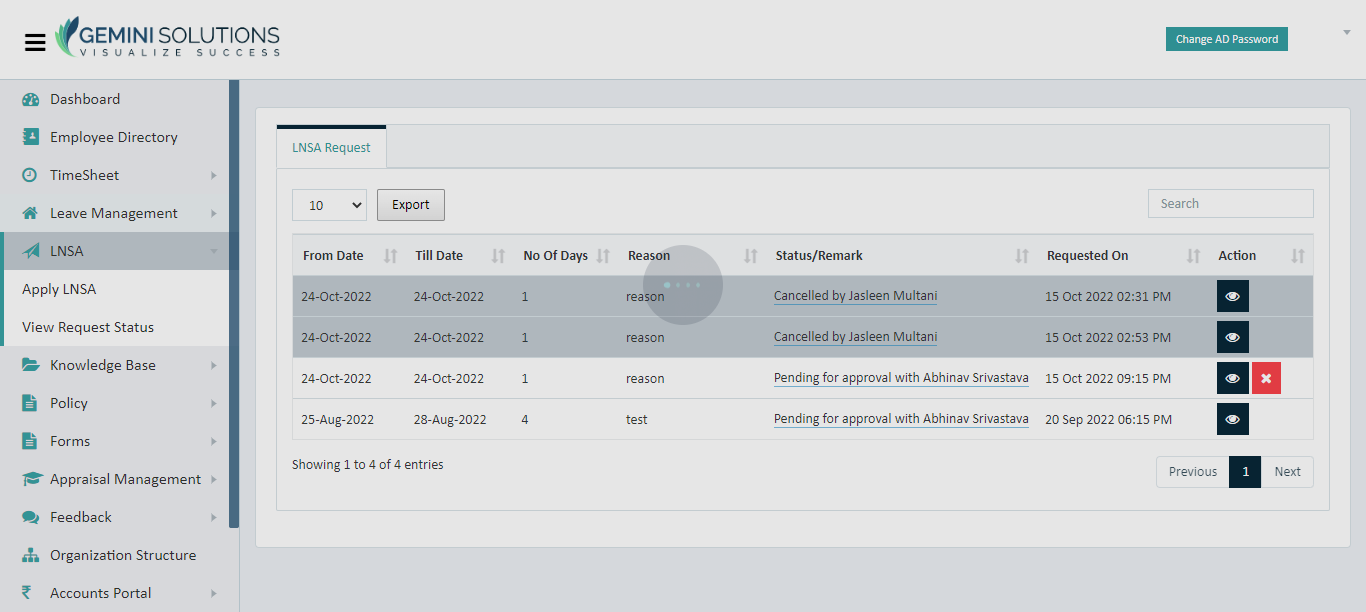 GEMINI SOLUTIONS
VISUALIZE SUCCESS
Change AD Password
Dashboard
Employee Directory
TimeSheet
Leave Management
LNSA
Apply LNSA
View Request Status
Knowledge Base
Policy
Forms
Appraisal Management
Feedback
Organization Structure
₹ Accounts Portal
LNSA Request
10 Export Search
From Date Till Date No Of Days Reason Status/Remark Requested On Action
24-Oct-2022 24-Oct-2022 1 reason Cancelled by Jasleen Multani 15 Oct 2022 02:31 PM
24-Oct-2022 24-Oct-2022 1 reason Cancelled by Jasleen Multani 15 Oct 2022 02:53 PM
24-Oct-2022 24-Oct-2022 1 reason Pending for approval with Abhinav Srivastava 15 Oct 2022 09:15 PM
25-Aug-2022 28-Aug-2022 4 test Pending for approval with Abhinav Srivastava 20 Sep 2022 06:15 PM
Showing 1 to 4 of 4 entries
Previous 1 Next